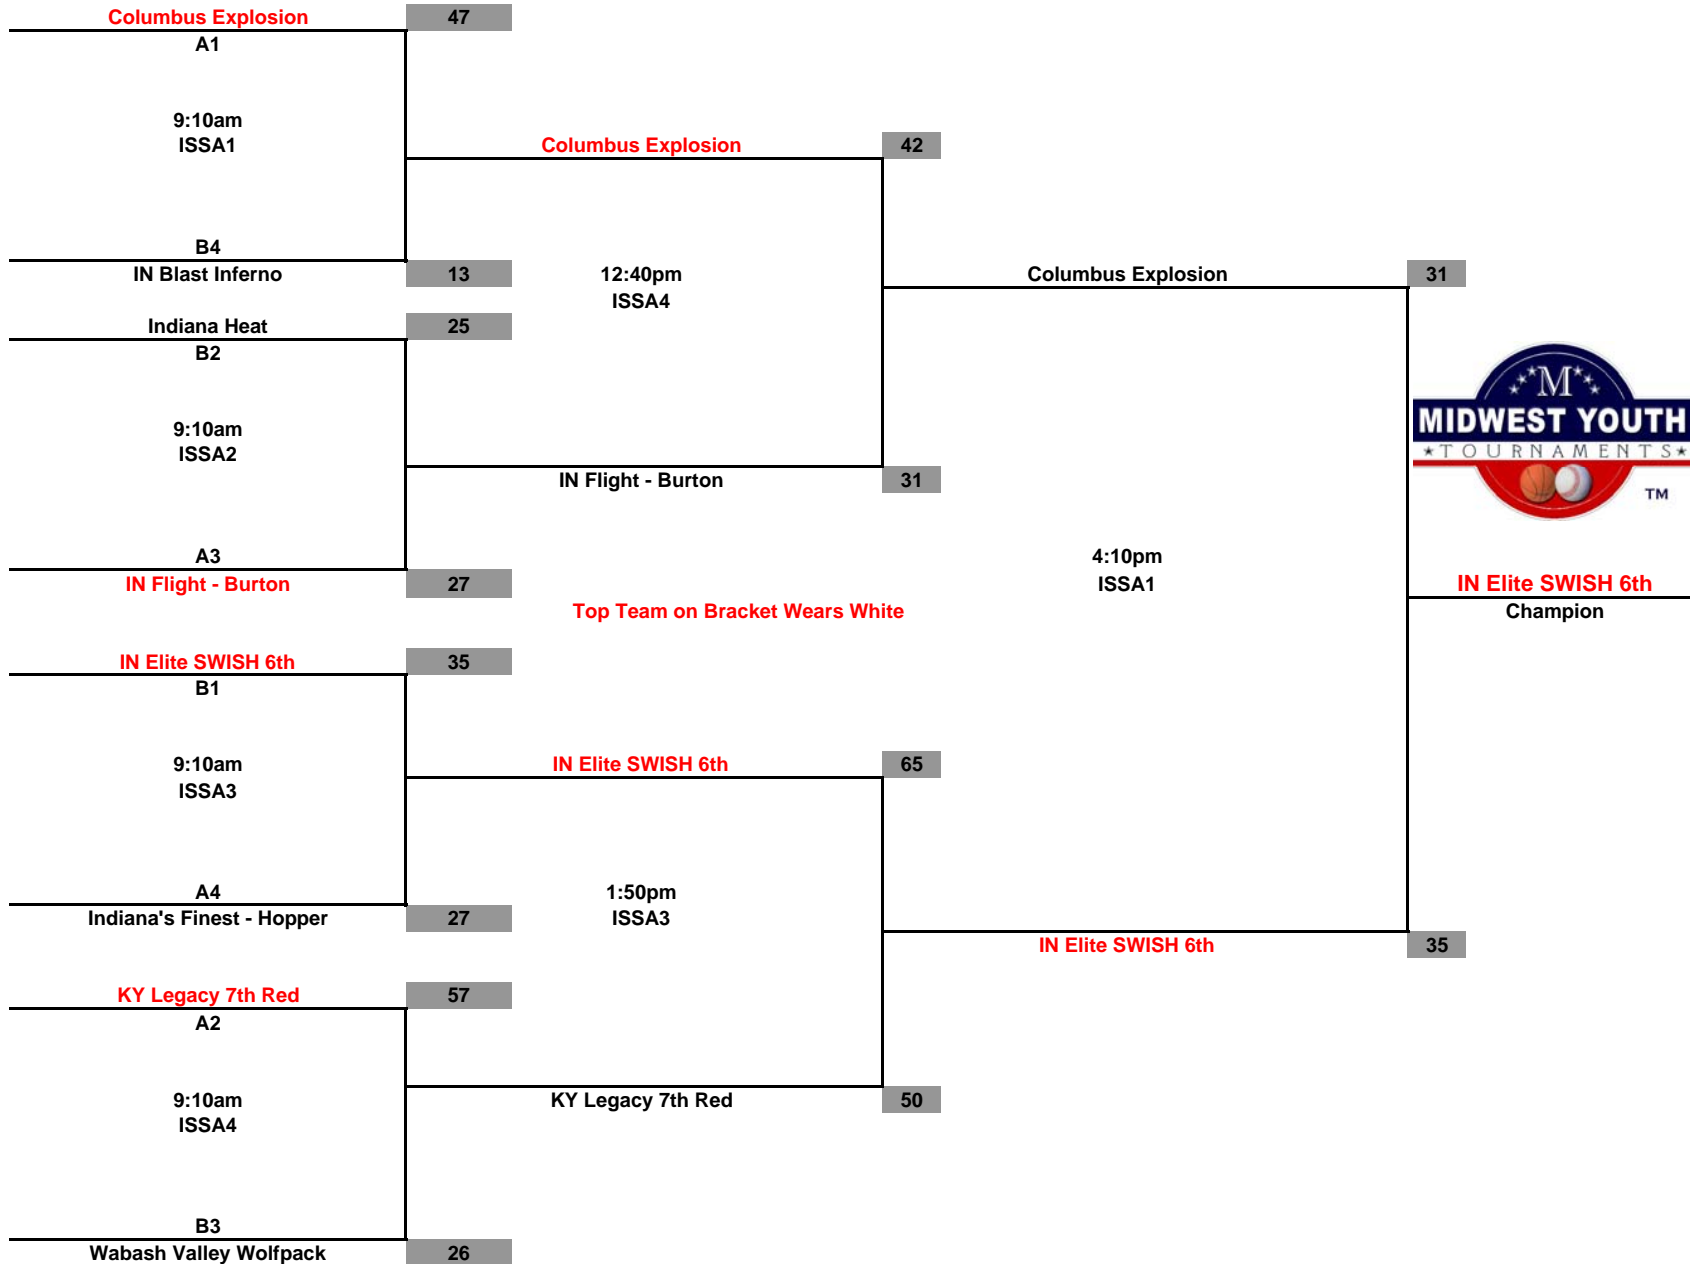 Columbus Explosion 47
A1
9:10am
ISSA1
Columbus Explosion 42
B4
IN Blast Inferno 13
12:40pm
ISSA4
Columbus Explosion 31
Indiana Heat 25
B2
9:10am
ISSA2
IN Flight - Burton 31
M
MIDWEST YOUTH
TOURNAMENTS
TM
A3
IN Flight - Burton 27
4:10pm
ISSA1
IN Elite SWISH 6th
Champion
Top Team on Bracket Wears White
IN Elite SWISH 6th 35
B1
9:10am
ISSA3
IN Elite SWISH 6th 65
A4
Indiana's Finest - Hopper 27
1:50pm
ISSA3
IN Elite SWISH 6th 35
KY Legacy 7th Red 57
A2
9:10am
ISSA4
KY Legacy 7th Red 50
B3
Wabash Valley Wolfpack 26